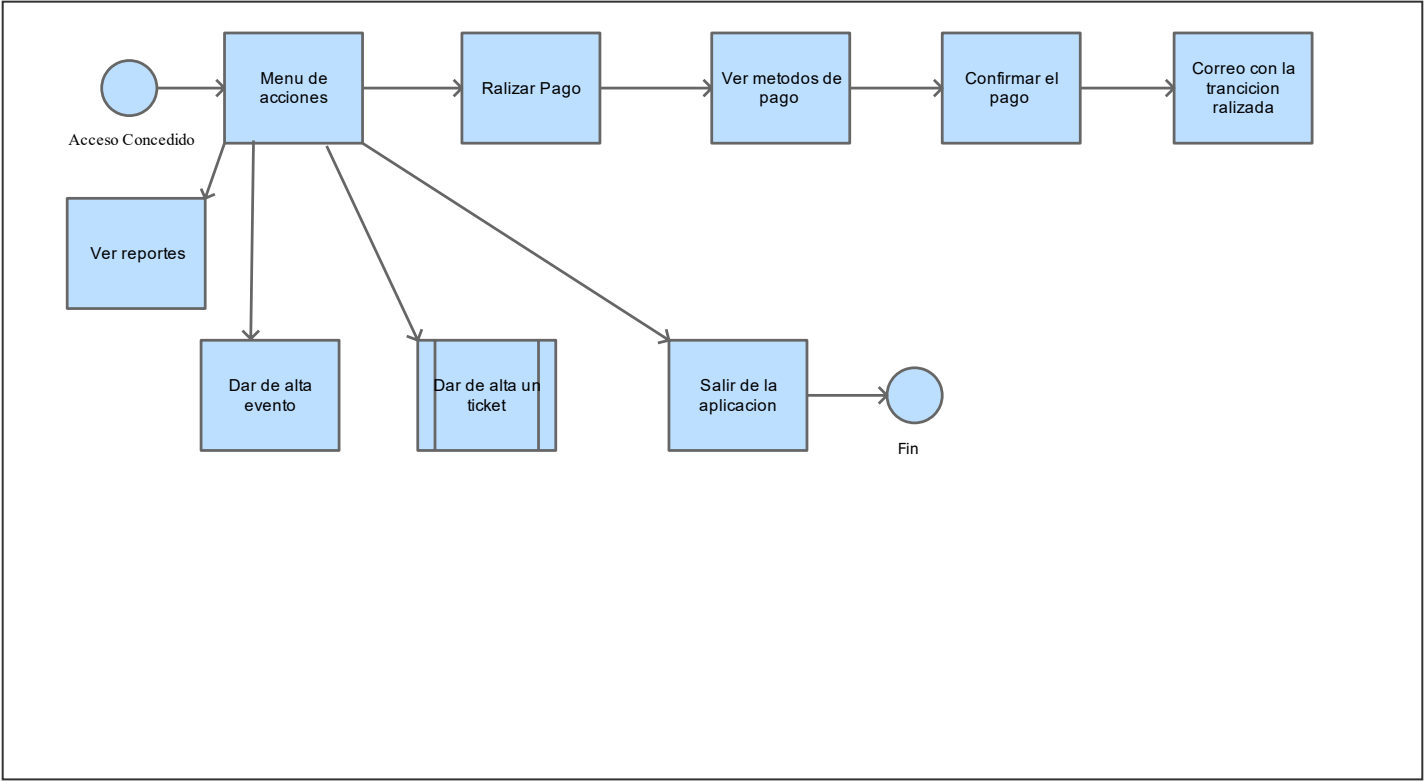 Menu de
acciones
Ralizar Pago
Ver metodos de
pago
Confirmar el
pago
Correo con la
trancicion
ralizada
Acceso Concedido
Ver reportes
Dar de alta
evento
Dar de alta un
ticket
Salir de la
aplicacion
Fin